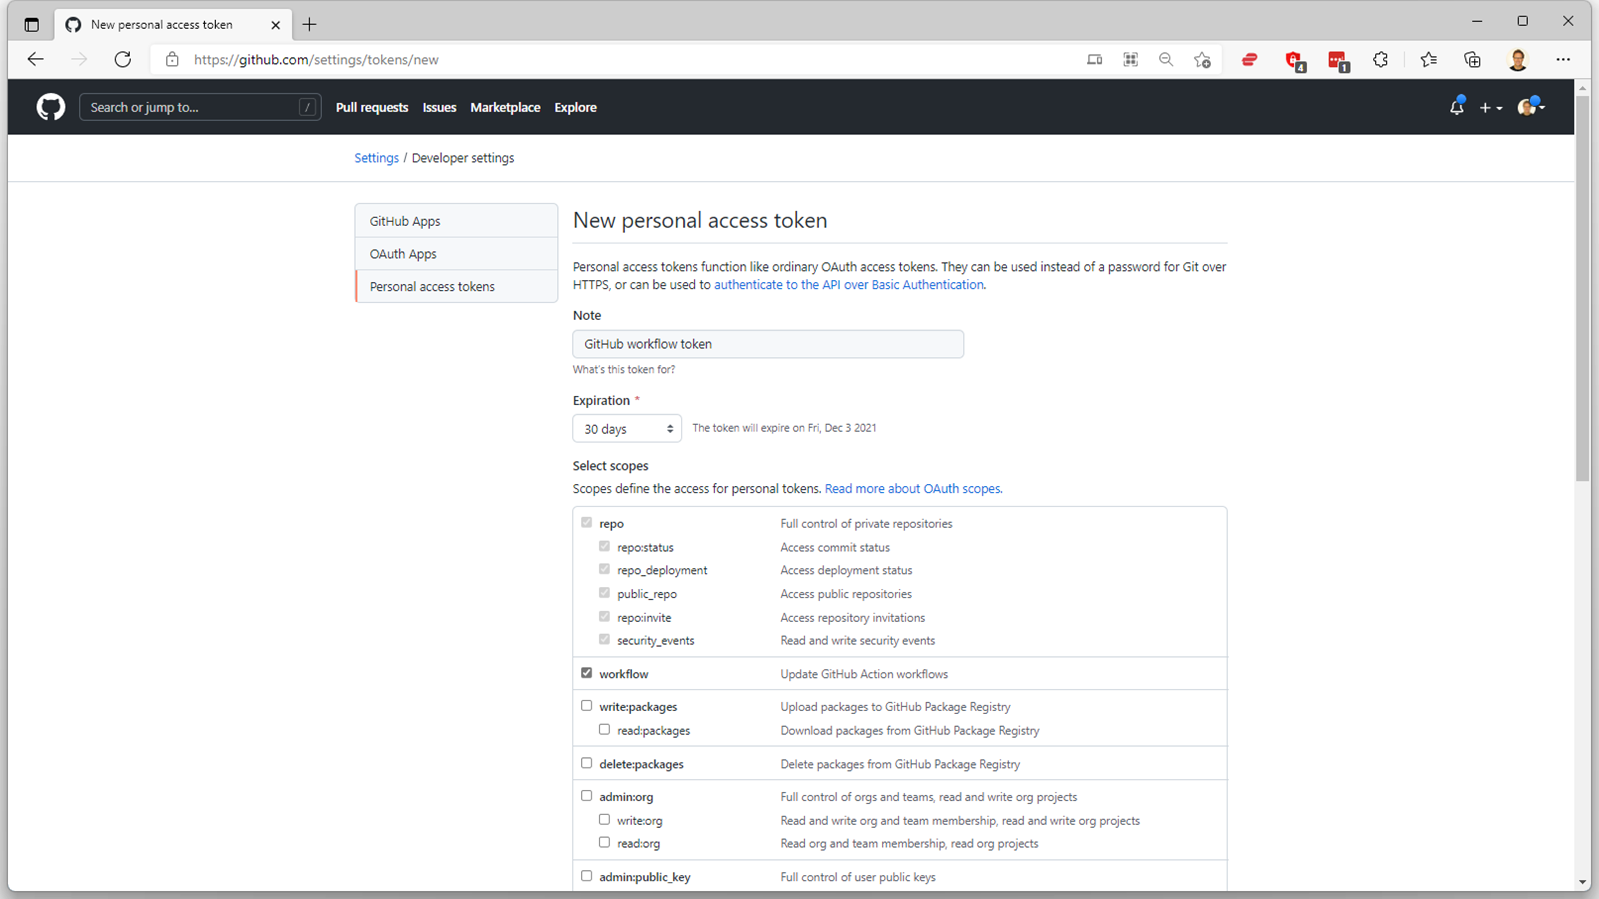 New personal access token
https://github.com/settings/tokens/new
4
1
Search or jump to...
/
Pull requests
Issues
Marketplace
Explore
Settings / Developer settings
GitHub Apps
OAuth Apps
Personal access tokens
New personal access token
Personal access tokens function like ordinary OAuth access tokens. They can be used instead of a password for Git over
HTTPS, or can be used to authenticate to the API over Basic Authentication.
Note
GitHub workflow token
What's this token for?
Expiration *
30 days
The token will expire on Fri, Dec 3 2021
Select scopes
Scopes define the access for personal tokens. Read more about OAuth scopes.
repo Full control of private repositories
repo:status Access commit status
repo_deployment Access deployment status
public_repo Access public repositories
repo:invite Access repository invitations
security_events Read and write security events
workflow Update GitHub Action workflows
write:packages Upload packages to GitHub Package Registry
read:packages Download packages from GitHub Package Registry
delete:packages Delete packages from GitHub Package Registry
admin:org Full control of orgs and teams, read and write org projects
write:org Read and write org and team membership, read and write org projects
read:org Read org and team membership, read org projects
admin:public_key Full control of user public keys